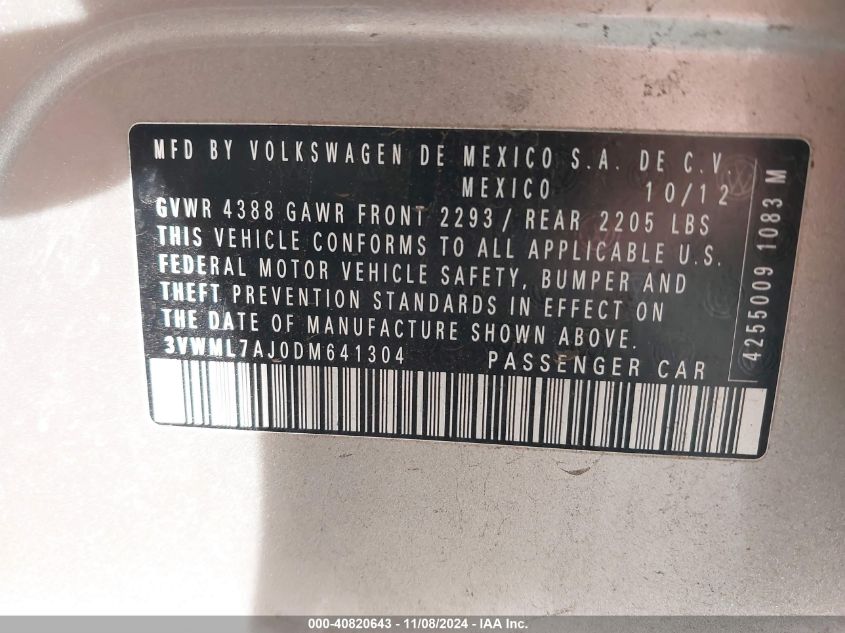 MFD BY VOLKSWAGEN DE MEXICO S.A. DE C.V.
MEXICO 10/12
GVWR 4388 GAWR FRONT 2293/ REAR 2205 LBS
THIS VEHICLE CONFORMS TO ALL APPLICABLE U.S.
FEDERAL MOTOR VEHICLE SAFETY, BUMPER AND
THEFT PREVENTION STANDARDS IN EFFECT ON
THE DATE OF MANUFACTURE SHOWN ABOVE.
3VWML7AJ0DM641304 PASSENGER CAR
4255009 1083 M
000-40820643 - 11/08/2024 - IAA Inc.